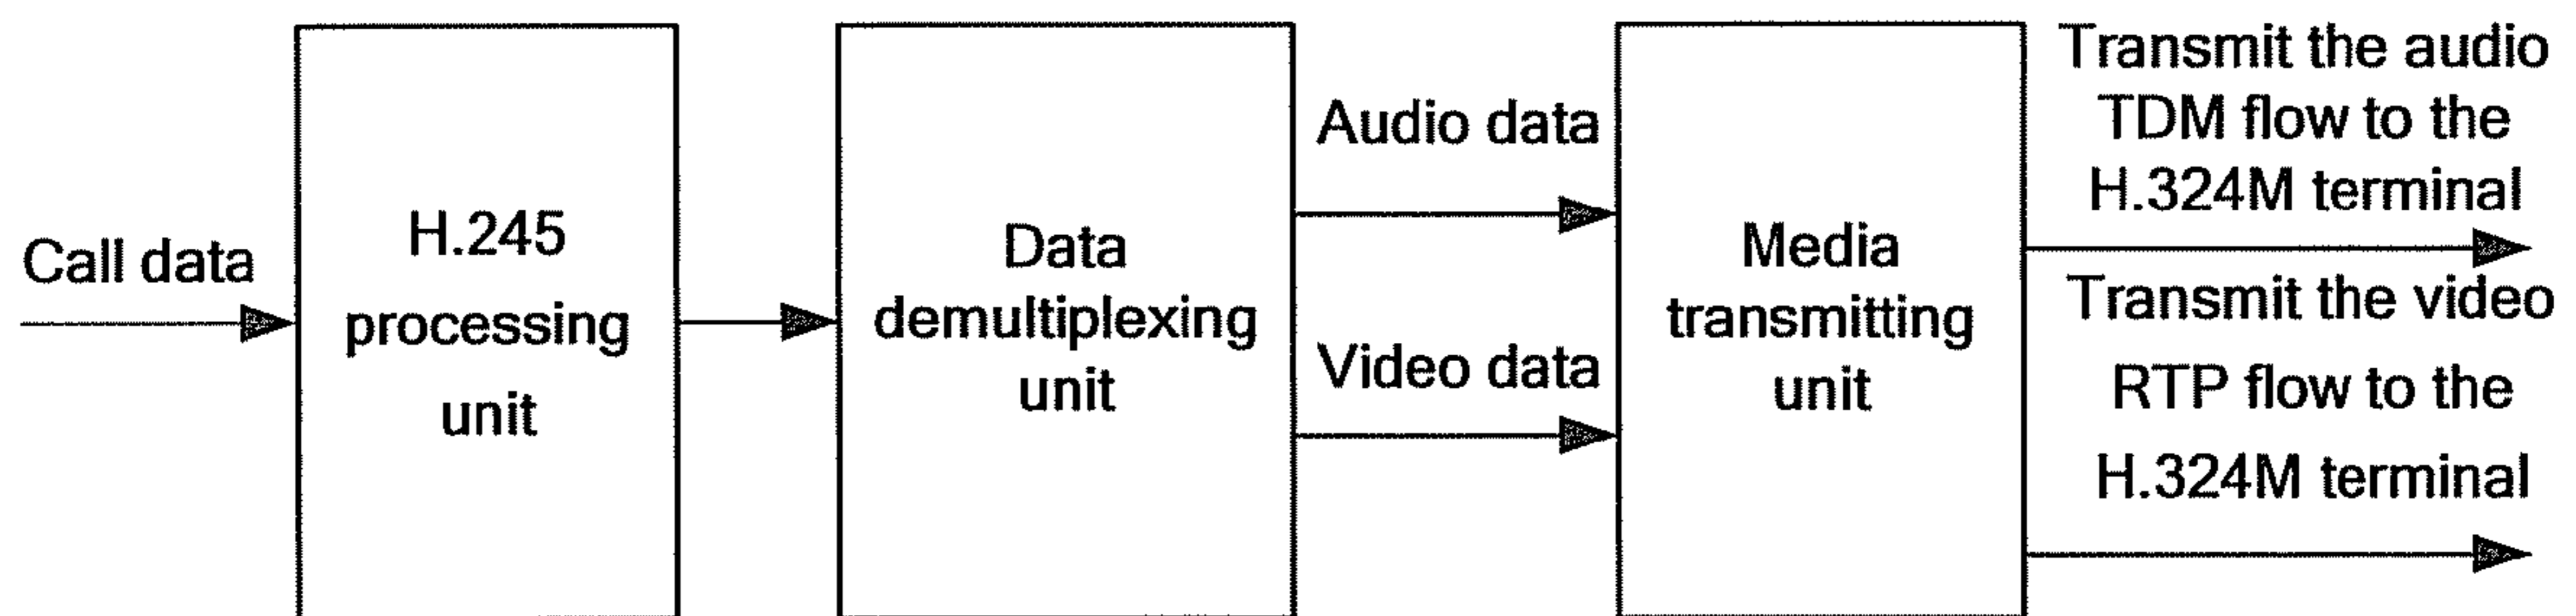 Call data
H.245
processing
unit
Data
demultiplexing
unit
Audio data
Video data
Media
transmitting
unit
Transmit the audio
TDM flow to the
H.324M terminal
Transmit the video
RTP flow to the
H.324M terminal